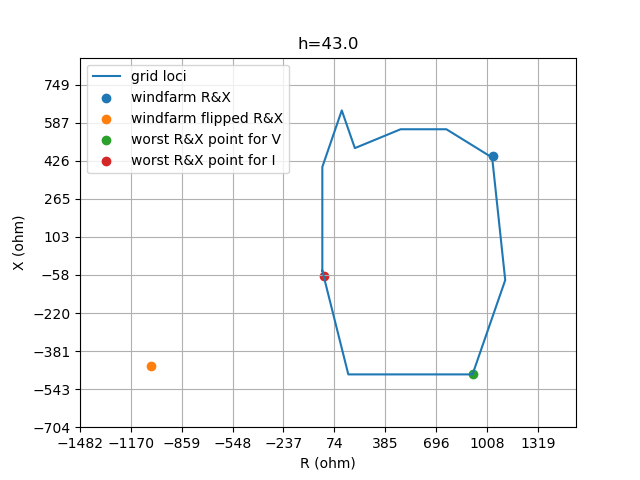 h=43.0
grid loci
windfarm R&X
windfarm flipped R&X
worst R&X point for V
worst R&X point for I
749
587
426
265
103
−58
−220
−381
−543
−704
X (ohm)
−1482 −1170 −859 −548 −237 74 385 696 1008 1319
R (ohm)